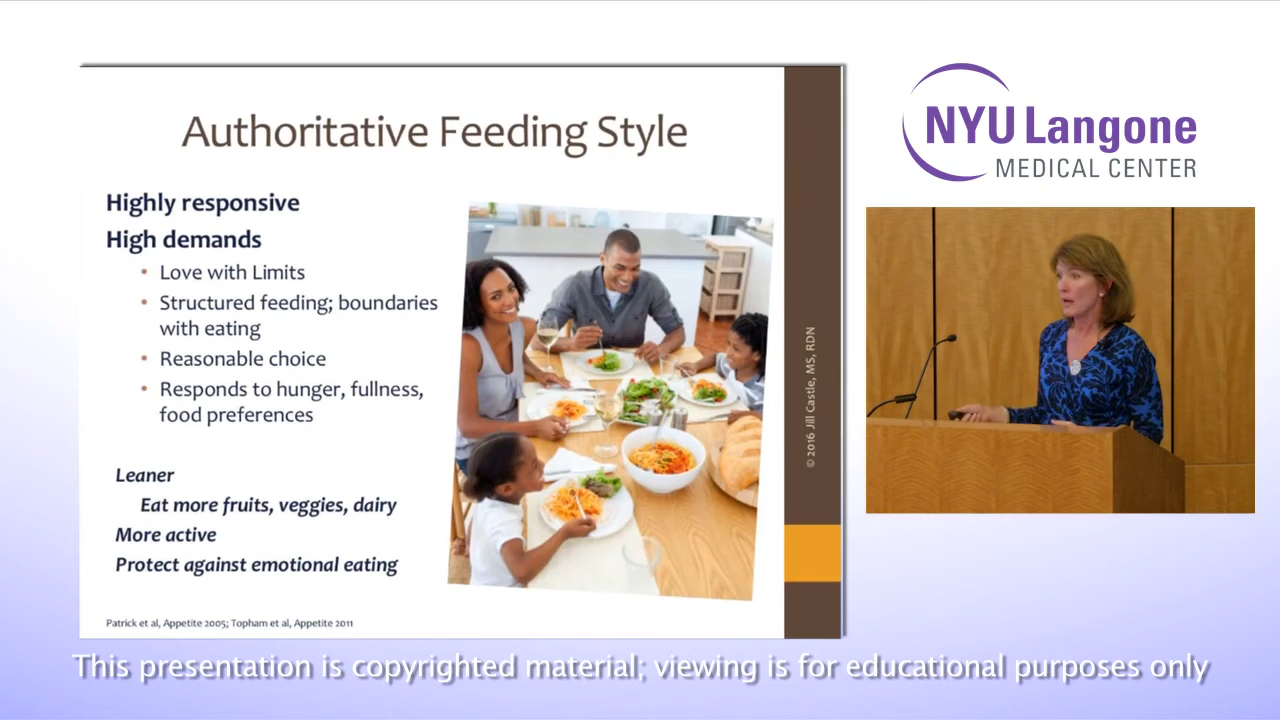 Authoritative Feeding Style
Highly responsive
High demands
• Love with Limits
• Structured feeding; boundaries
with eating
• Reasonable choice
• Responds to hunger, fullness,
food preferences
Leaner
Eat more fruits, veggies, dairy
More active
Protect against emotional eating
Patrick et al, Appetite 2005; Topham et al, Appetite 2011
© 2016 Jill Castle, MS, RDN
NYU Langone
MEDICAL CENTER
This presentation is copyrighted material; viewing is for educational purposes only